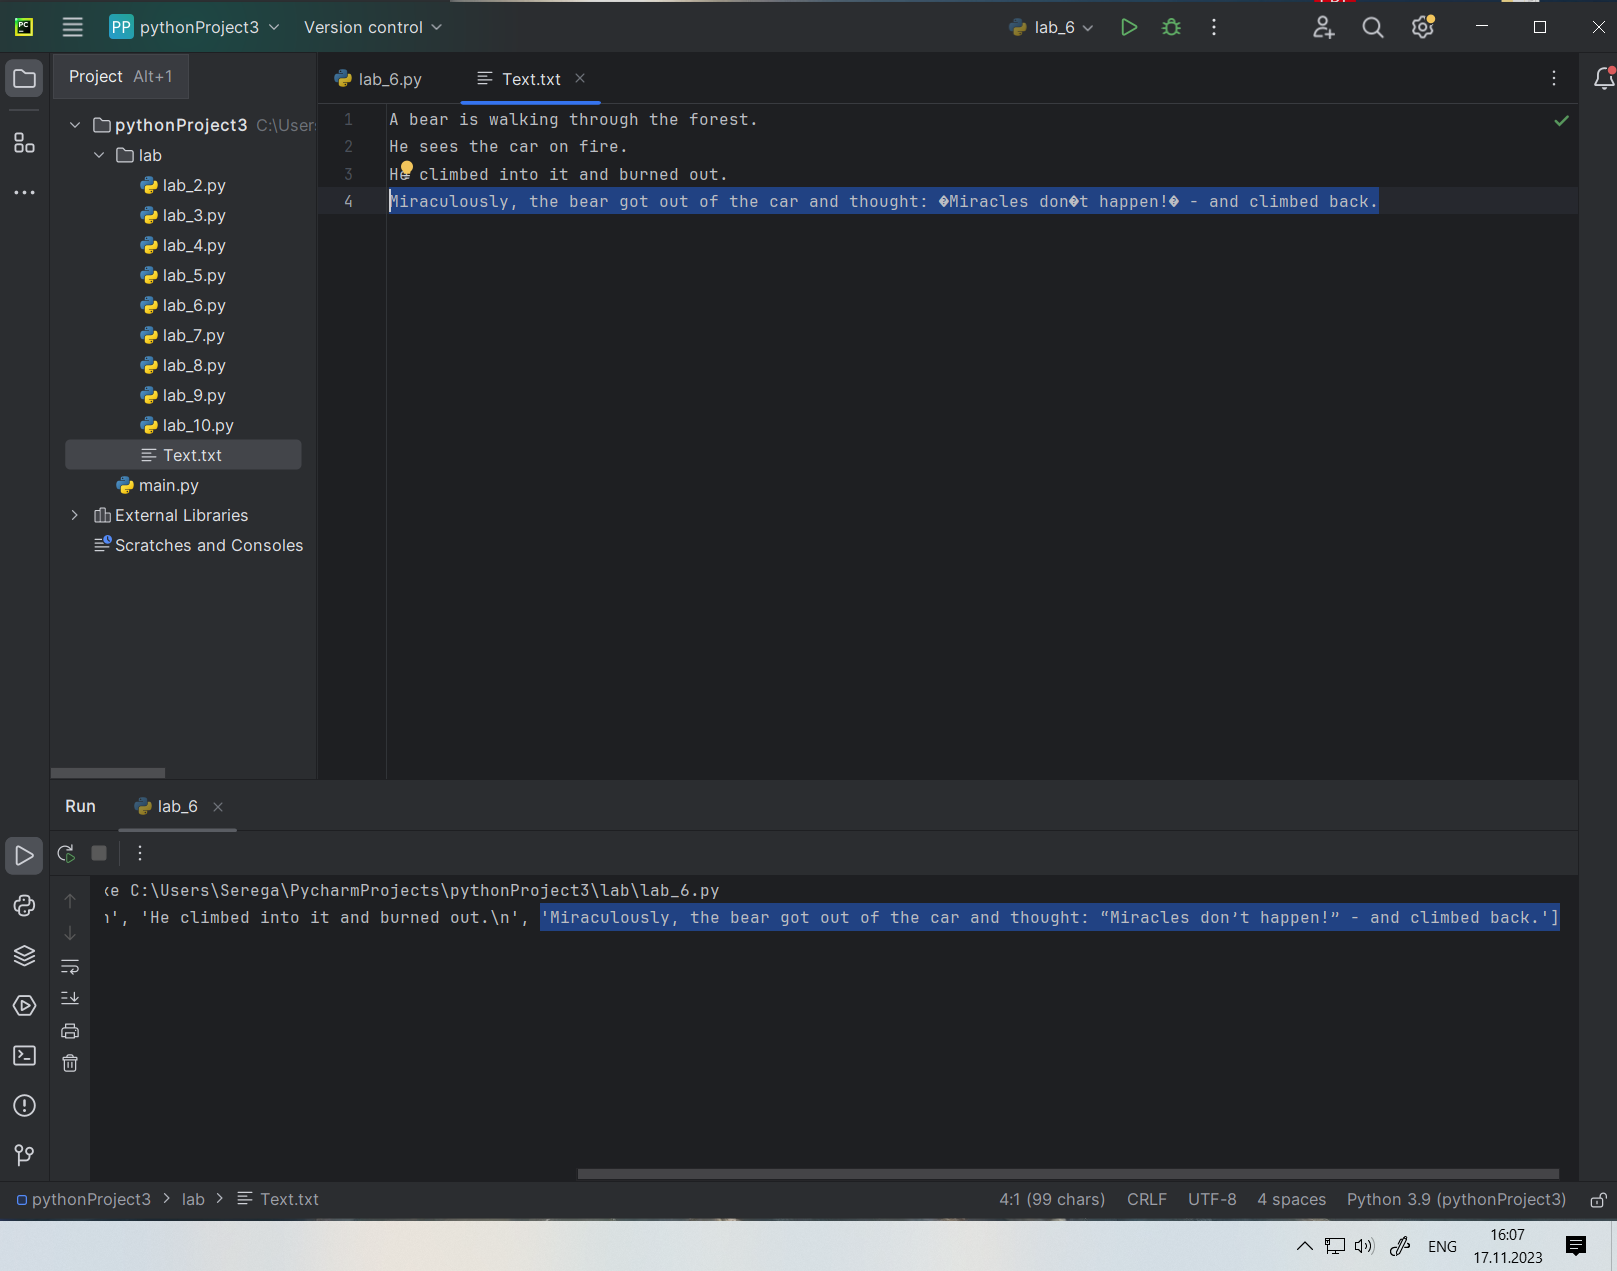 PC
PP pythonProject3
Version control
lab_6
Project Alt+1
lab_6.py
Text.txt
pythonProject3 C:\User
lab
lab_2.py
lab_3.py
lab_4.py
lab_5.py
lab_6.py
lab_7.py
lab_8.py
lab_9.py
lab_10.py
Text.txt
main.py
External Libraries
Scratches and Consoles
1 A bear is walking through the forest.
2 He sees the car on fire.
3 He climbed into it and burned out.
4 Miraculously, the bear got out of the car and thought: �Miracles don�t happen!� - and climbed back.
Run lab_6
xe C:\Users\Serega\PycharmProjects\pythonProject3\lab\lab_6.py
\n', 'He climbed into it and burned out.\n', 'Miraculously, the bear got out of the car and thought: “Miracles don’t happen!” - and climbed back.']
pythonProject3 > lab > Text.txt
4:1 (99 chars) CRLF UTF-8 4 spaces Python 3.9 (pythonProject3)
ENG
16:07
17.11.2023